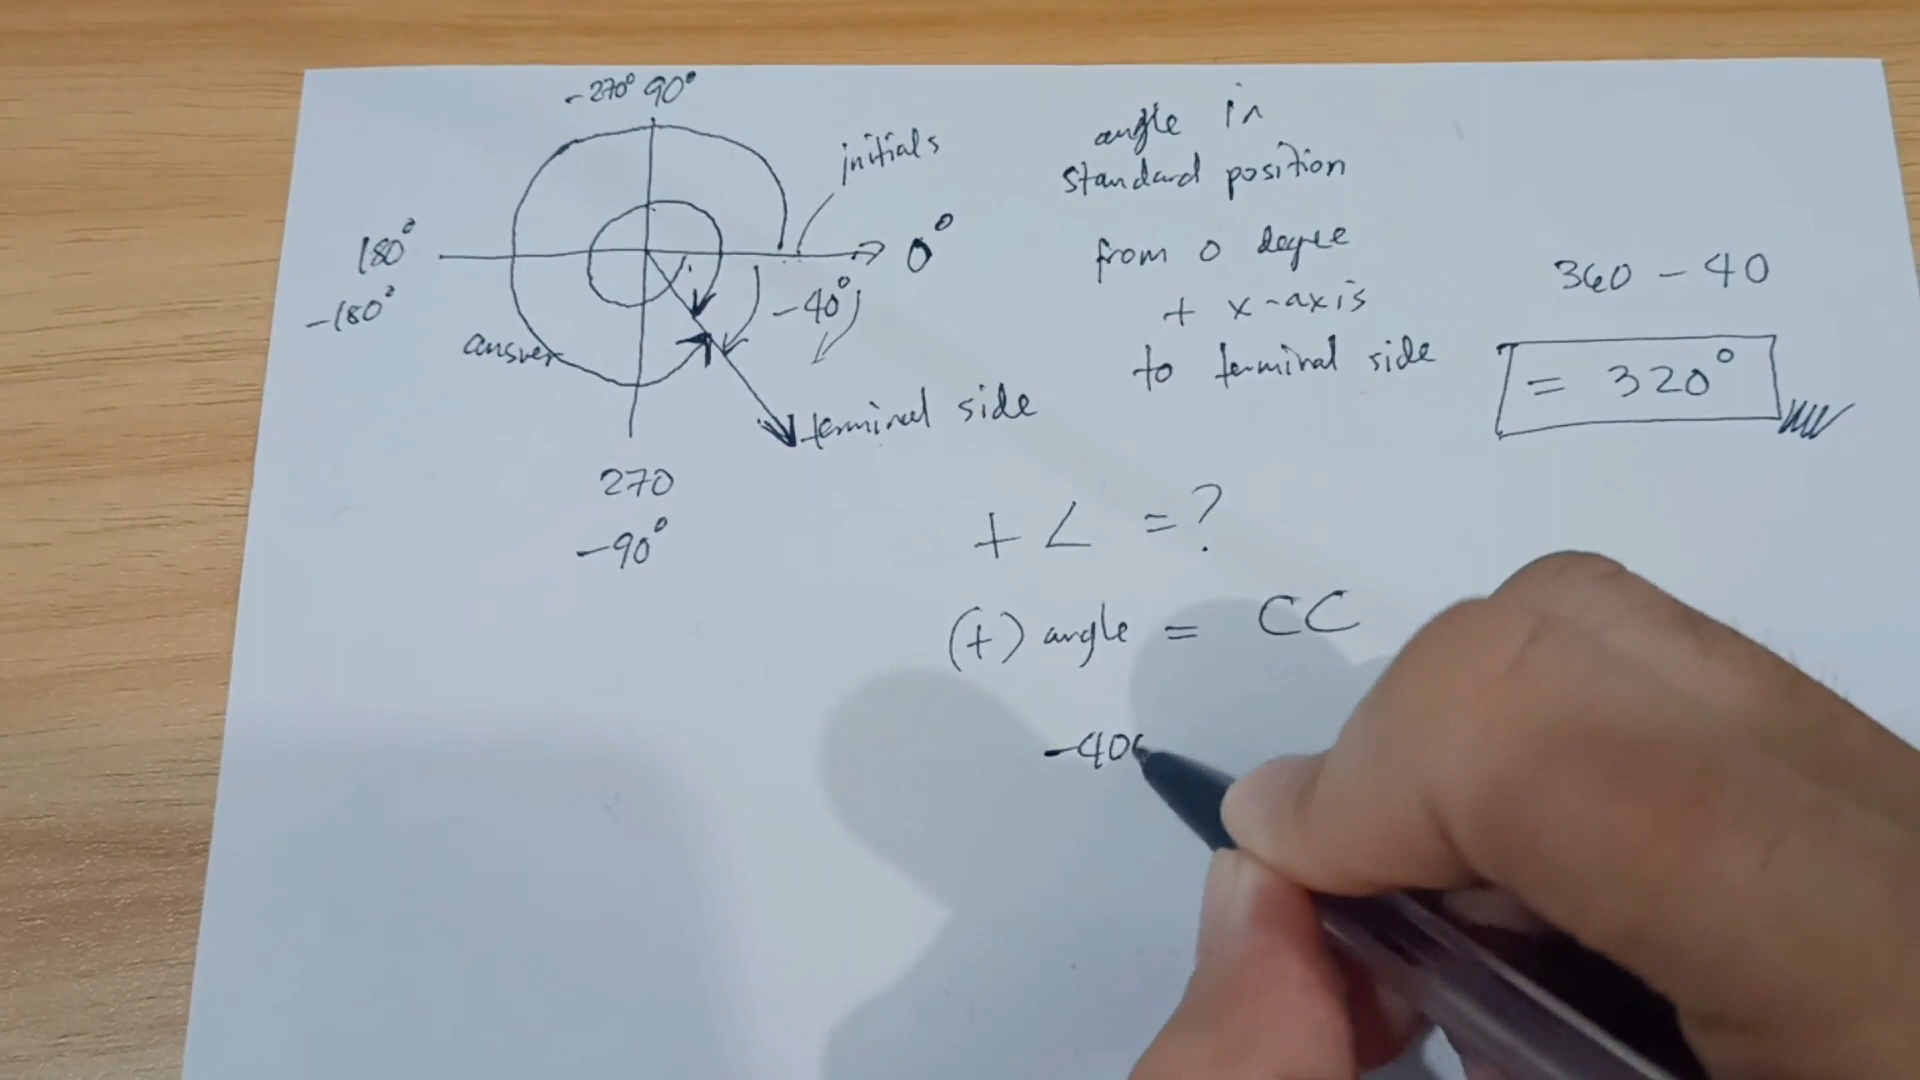 -270° 90°
initials
180°
0°
-180°
-40°
answer
terminal side
270
-90°
angle in
standard position
from 0 degree
+ x-axis
to terminal side
360 - 40
= 320°
+ ∠ = ?
(+) angle = CC
-400